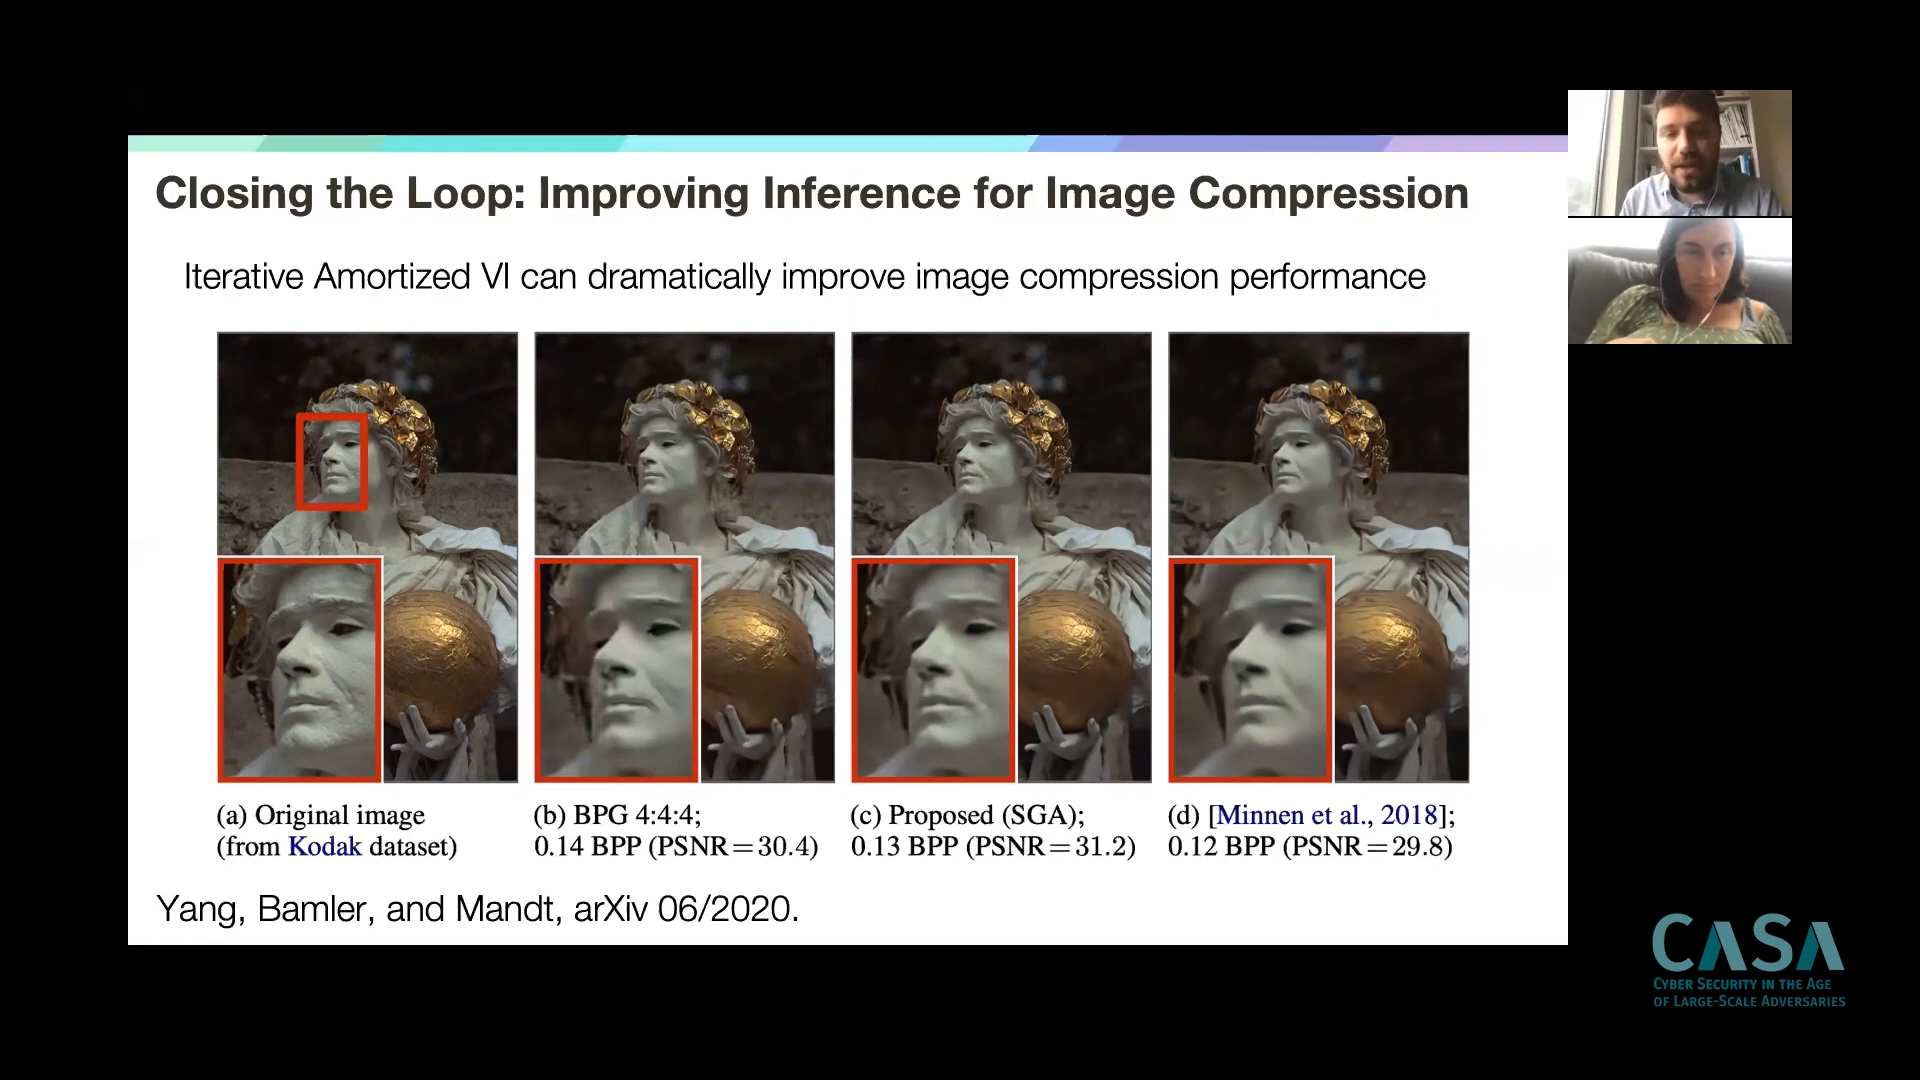 Closing the Loop: Improving Inference for Image Compression
Iterative Amortized VI can dramatically improve image compression performance
(a) Original image
(from Kodak dataset)
(b) BPG 4:4:4;
0.14 BPP (PSNR=30.4)
(c) Proposed (SGA);
0.13 BPP (PSNR=31.2)
(d) [Minnen et al., 2018];
0.12 BPP (PSNR=29.8)
Yang, Bamler, and Mandt, arXiv 06/2020.
CASA
CYBER SECURITY IN THE AGE
OF LARGE-SCALE ADVERSARIES